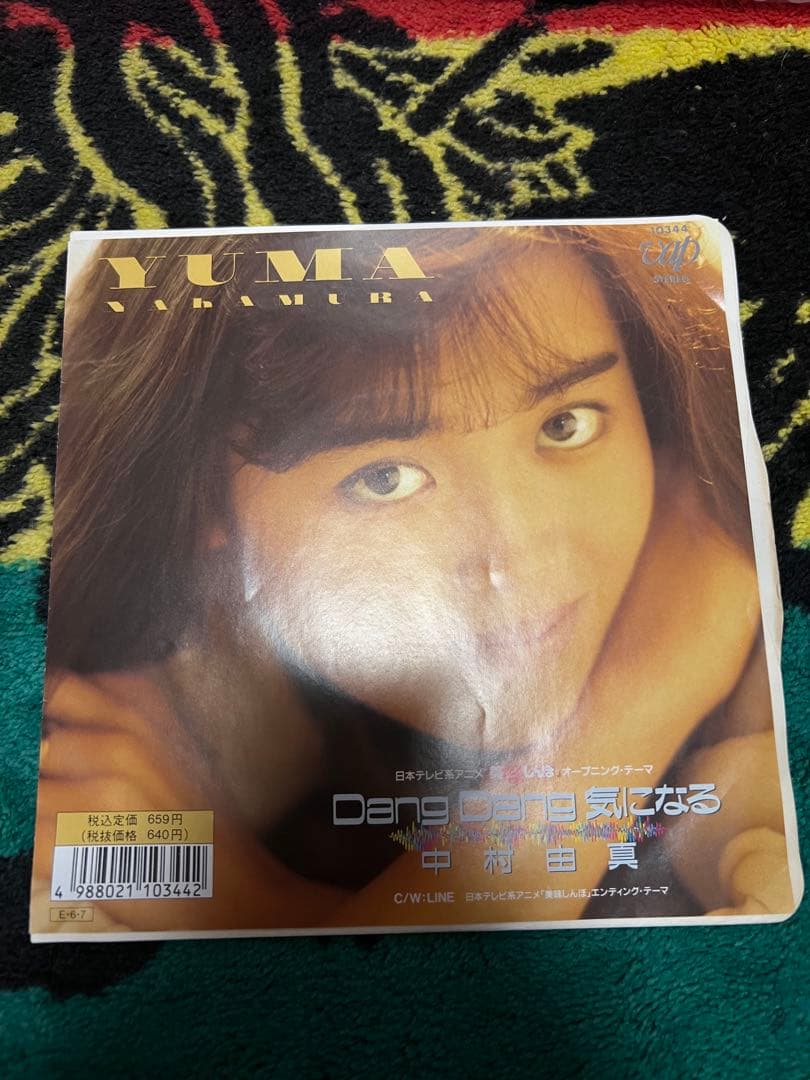 YUMA
NAKAMURA
10344
vap
STEREO
日本テレビ系アニメ 美味しんぼ オープニング・テーマ
Dang Dang 気になる
中村由真
C/W:LINE 日本テレビ系アニメ「美味しんぼ」エンディング・テーマ
税込定価 659円
(税抜価格 640円)
4 988021 103442
E・6・7